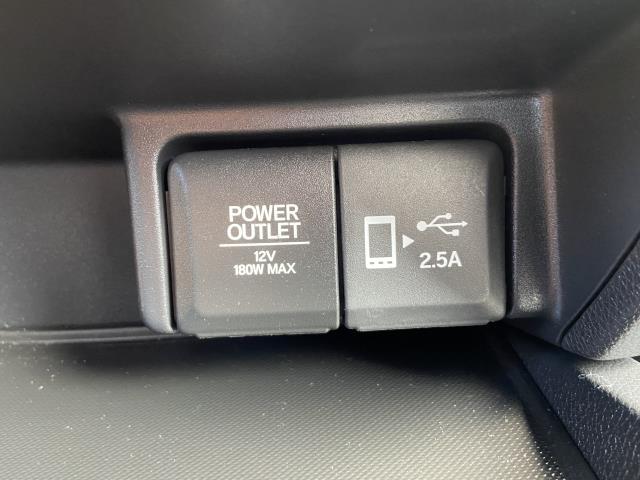 POWER
OUTLET
12V
180W MAX
2.5A